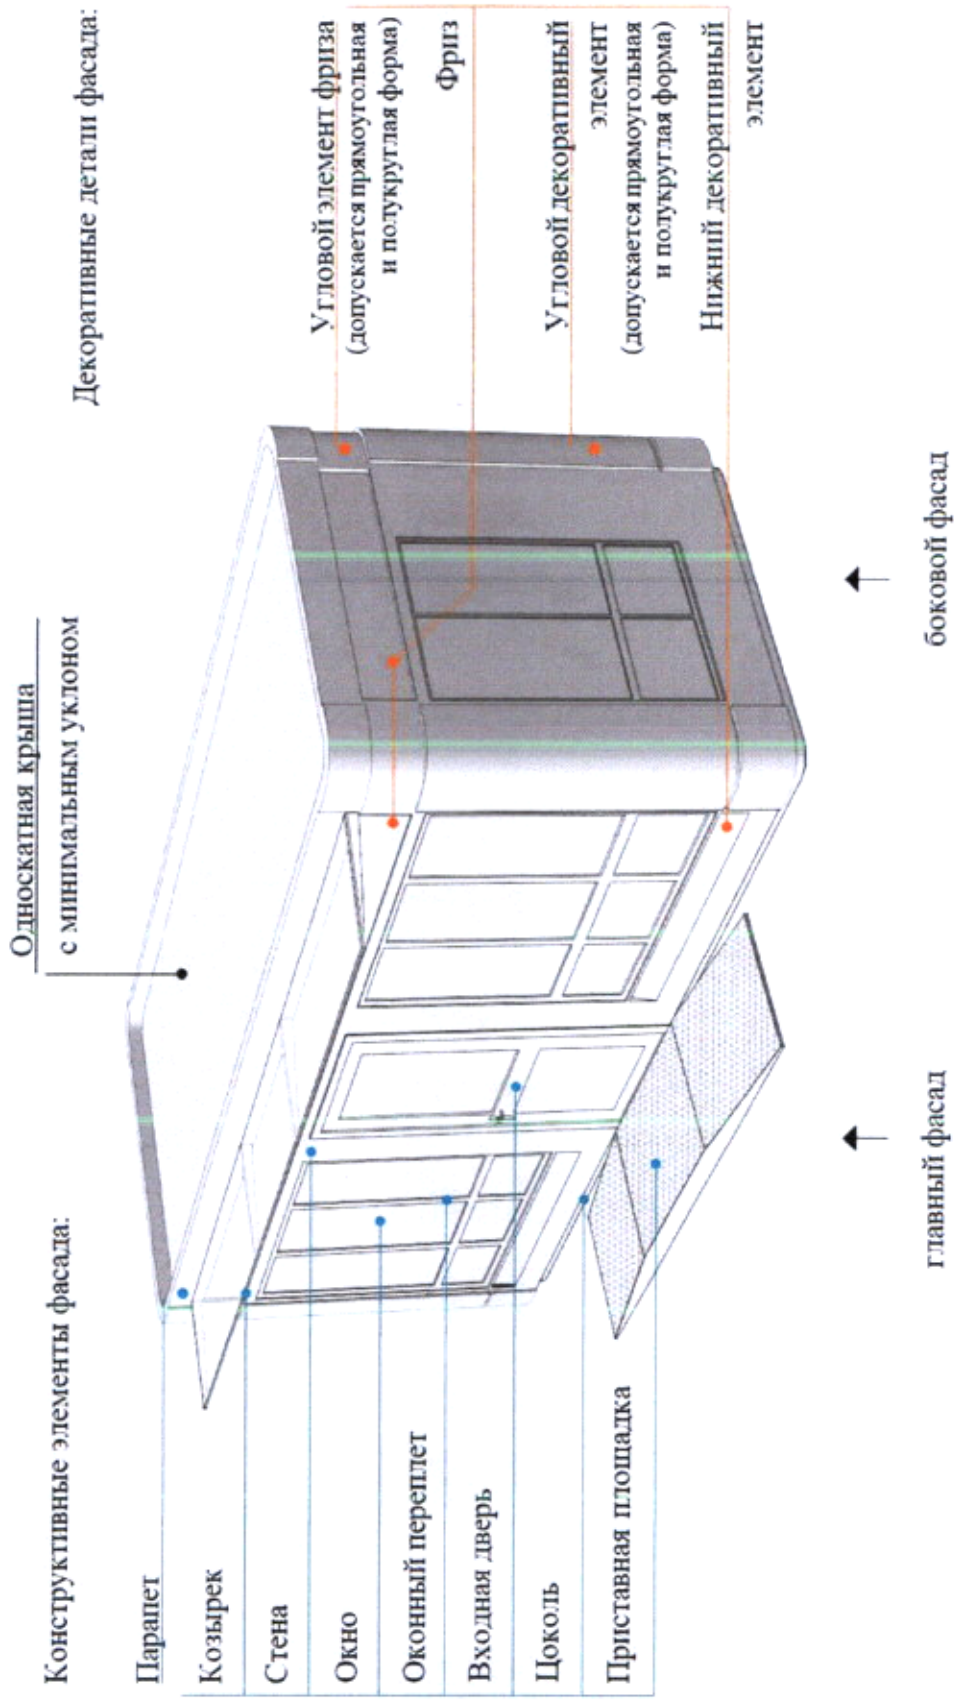 Конструктивные элементы фасада:
Парапет
Козырек
Стена
Окно
Оконный переплет
Входная дверь
Цоколь
Приставная площадка
Односкатная крыша
с минимальным уклоном
Декоративные детали фасада:
Угловой элемент фриза
(допускается прямоугольная
и полукруглая форма)
Фриз
Угловой декоративный
элемент
(допускается прямоугольная
и полукруглая форма)
Нижний декоративный
элемент
главный фасад
боковой фасад